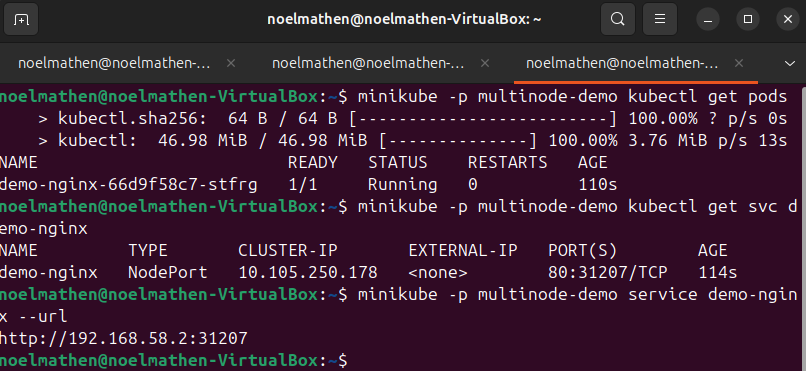 noelmathen@noelmathen-VirtualBox: ~
noelmathen@noelmathen-... × noelmathen@noelmathen-... × noelmathen@noelmathen-... ×
noelmathen@noelmathen-VirtualBox:~$ minikube -p multinode-demo kubectl get pods
    > kubectl.sha256:  64 B / 64 B [-------------------------] 100.00% ? p/s 0s
    > kubectl:  46.98 MiB / 46.98 MiB [--------------] 100.00% 3.76 MiB p/s 13s
NAME                         READY   STATUS    RESTARTS   AGE
demo-nginx-66d9f58c7-stfrg   1/1     Running   0          110s
noelmathen@noelmathen-VirtualBox:~$ minikube -p multinode-demo kubectl get svc d
emo-nginx
NAME         TYPE       CLUSTER-IP       EXTERNAL-IP   PORT(S)        AGE
demo-nginx   NodePort   10.105.250.178   <none>        80:31207/TCP   114s
noelmathen@noelmathen-VirtualBox:~$ minikube -p multinode-demo service demo-ngin
x --url
http://192.168.58.2:31207
noelmathen@noelmathen-VirtualBox:~$